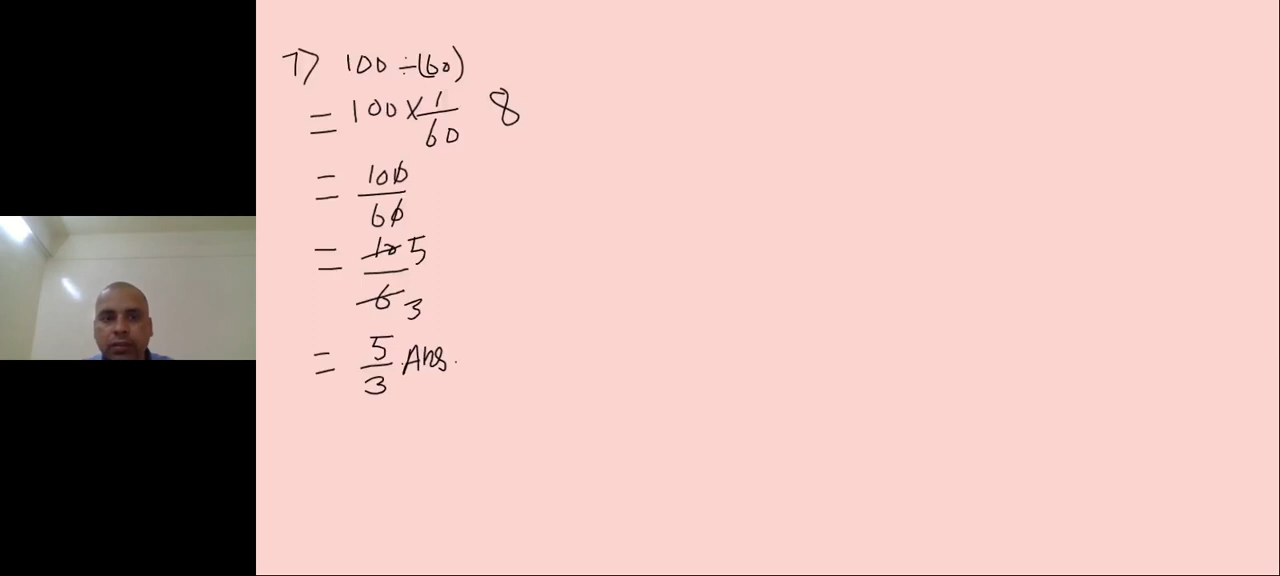 7) 100 ÷ (60)
= 100 × 1/60 8
= 100/60
= 10/6 5 3
= 5/3 Ans.